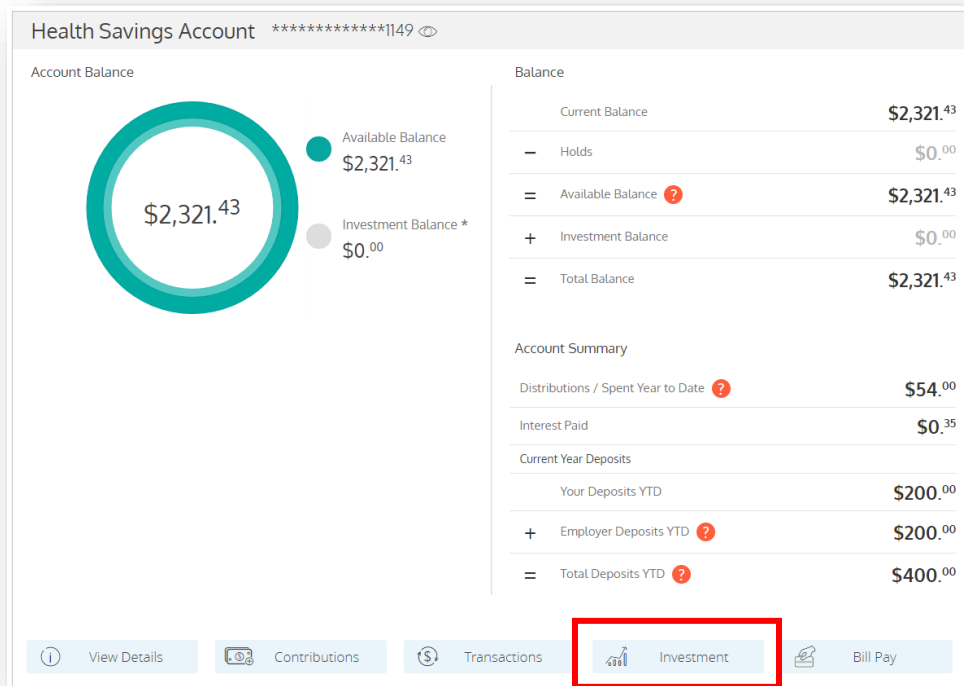 Health Savings Account *************1149
Account Balance
Available Balance
$2,321.43
$2,321.43
Investment Balance *
$0.00
Balance
Current Balance $2,321.43
− Holds $0.00
= Available Balance ? $2,321.43
+ Investment Balance $0.00
= Total Balance $2,321.43
Account Summary
Distributions / Spent Year to Date ? $54.00
Interest Paid $0.35
Current Year Deposits
Your Deposits YTD $200.00
+ Employer Deposits YTD ? $200.00
= Total Deposits YTD ? $400.00
View Details Contributions Transactions Investment Bill Pay